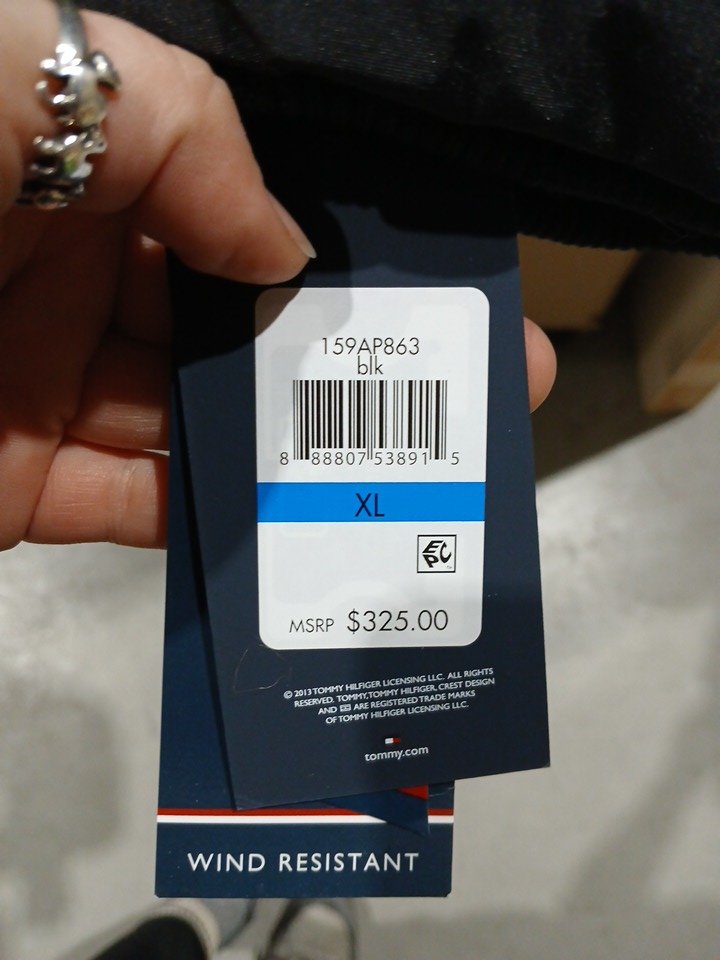 159AP863
blk
8 88807 53891 5
XL
EPC
MSRP $325.00
© 2013 TOMMY HILFIGER LICENSING LLC. ALL RIGHTS
RESERVED. TOMMY, TOMMY HILFIGER, CREST DESIGN
AND ARE REGISTERED TRADE MARKS
OF TOMMY HILFIGER LICENSING LLC.
tommy.com
WIND RESISTANT